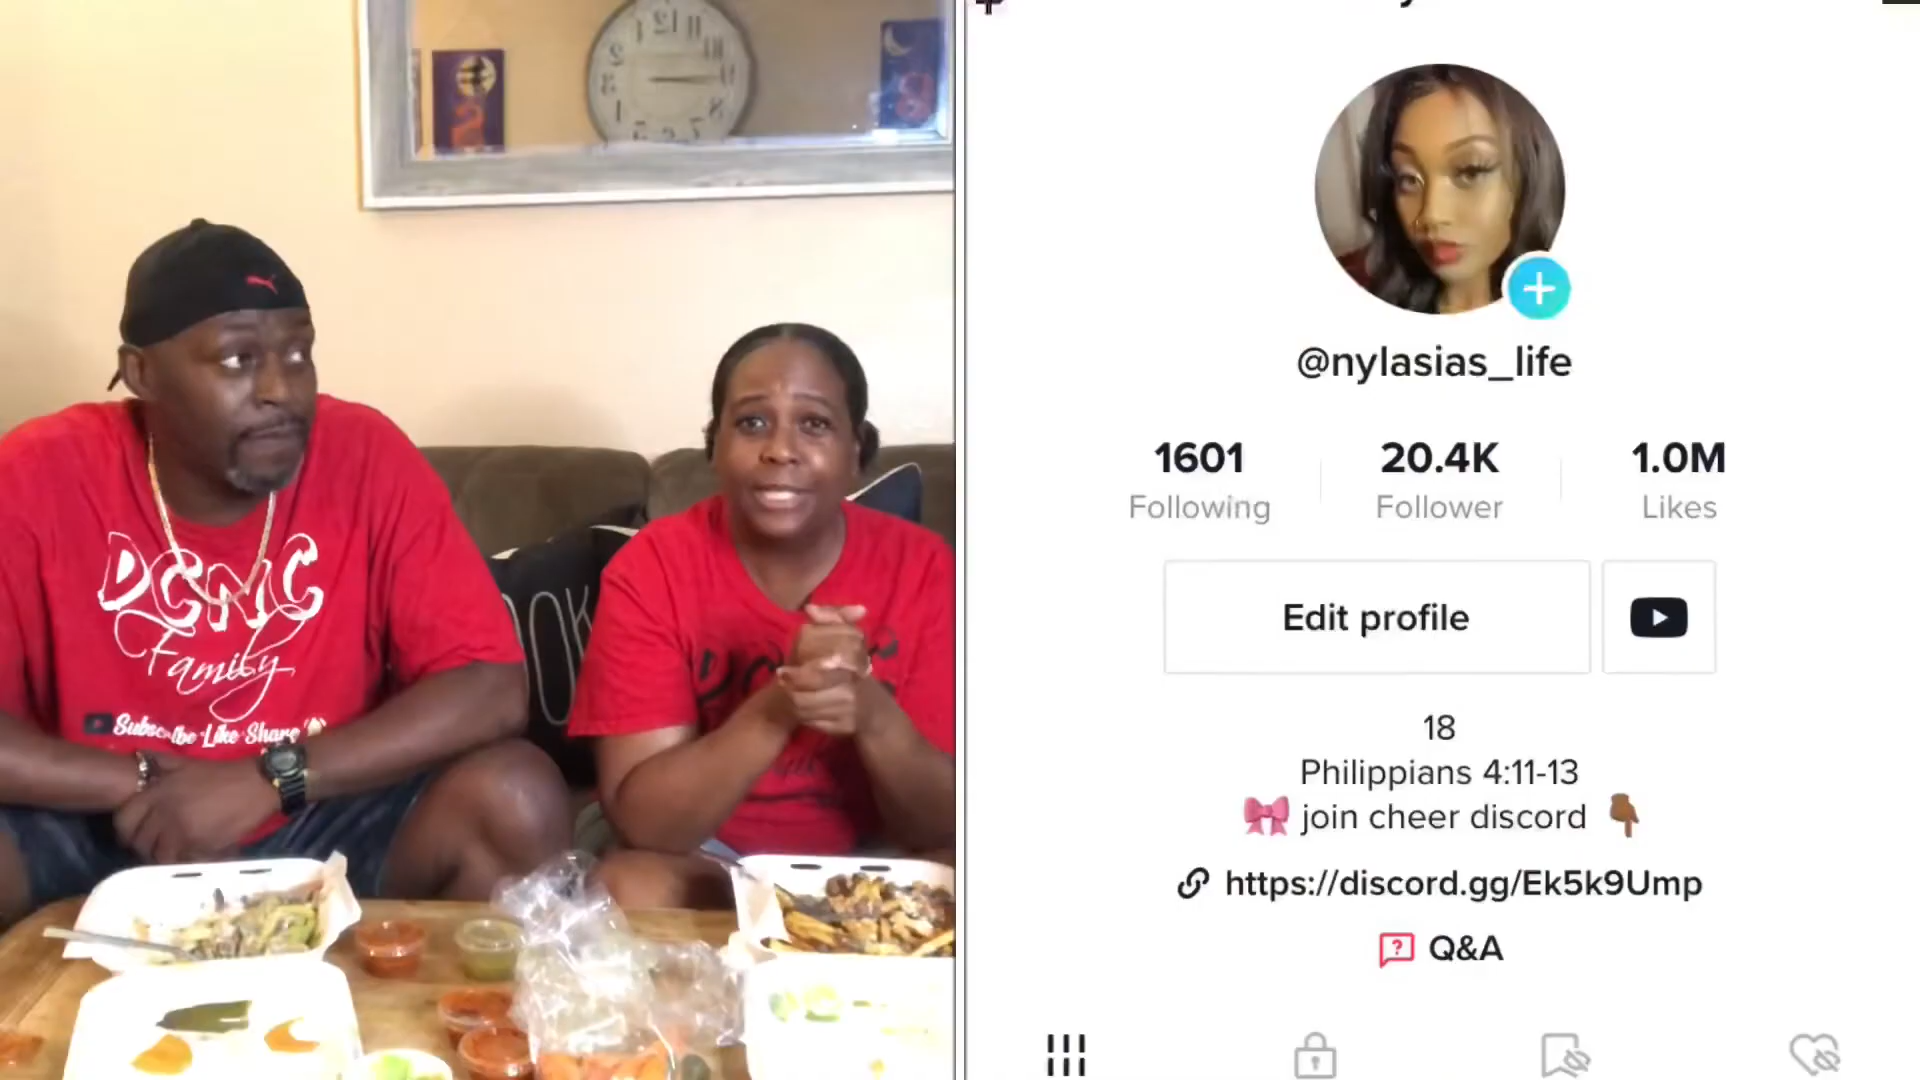 DCMC
Family
Subscribe Like Share
@nylasias_life
1601
20.4K
1.0M
Following
Follower
Likes
Edit profile
18
Philippians 4:11-13
🎀 join cheer discord 👇🏾
https://discord.gg/Ek5k9Ump
Q&A